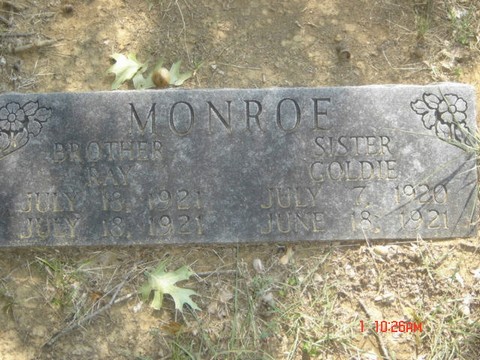 MONROE
BROTHER
RAY
JULY 18, 1921
JULY 18, 1921
SISTER
GOLDIE
JULY 7, 1920
JUNE 18, 1921
1 10:26AM